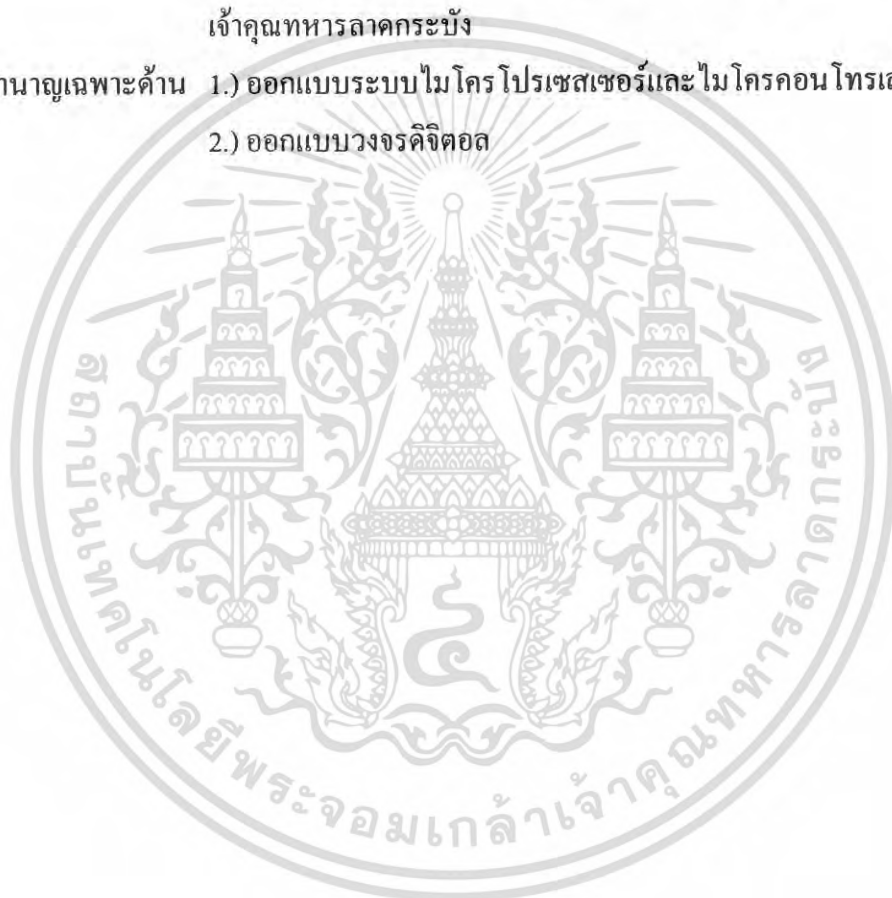 เจ้าคุณทหารลาดกระบัง
ชำนาญเฉพาะด้าน 1.) ออกแบบระบบไมโครโปรเซสเซอร์และไมโครคอนโทรเล
2.) ออกแบบวงจรดิจิตอล
สถาบันเทคโนโลยีพระจอมเกล้าเจ้าคุณทหารลาดกระบัง
๔